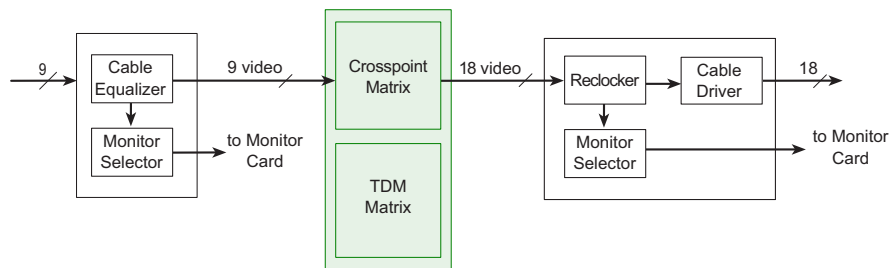 9
Cable
Equalizer
Monitor
Selector
9 video
to Monitor
Card
Crosspoint
Matrix
TDM
Matrix
18 video
Reclocker
Cable
Driver
Monitor
Selector
18
to Monitor
Card